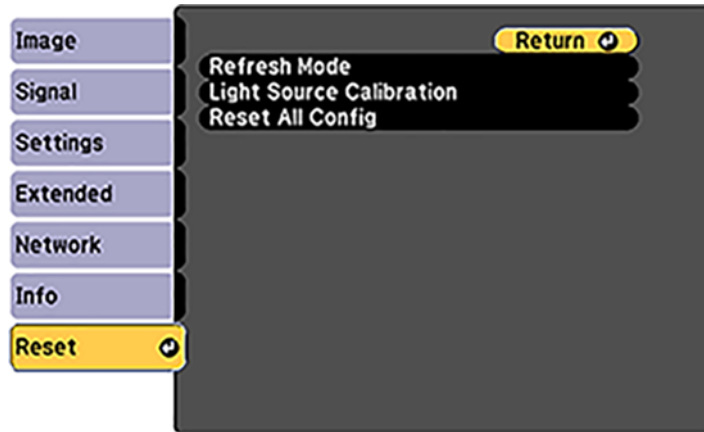 Image
Signal
Settings
Extended
Network
Info
Reset
Return
Refresh Mode
Light Source Calibration
Reset All Config